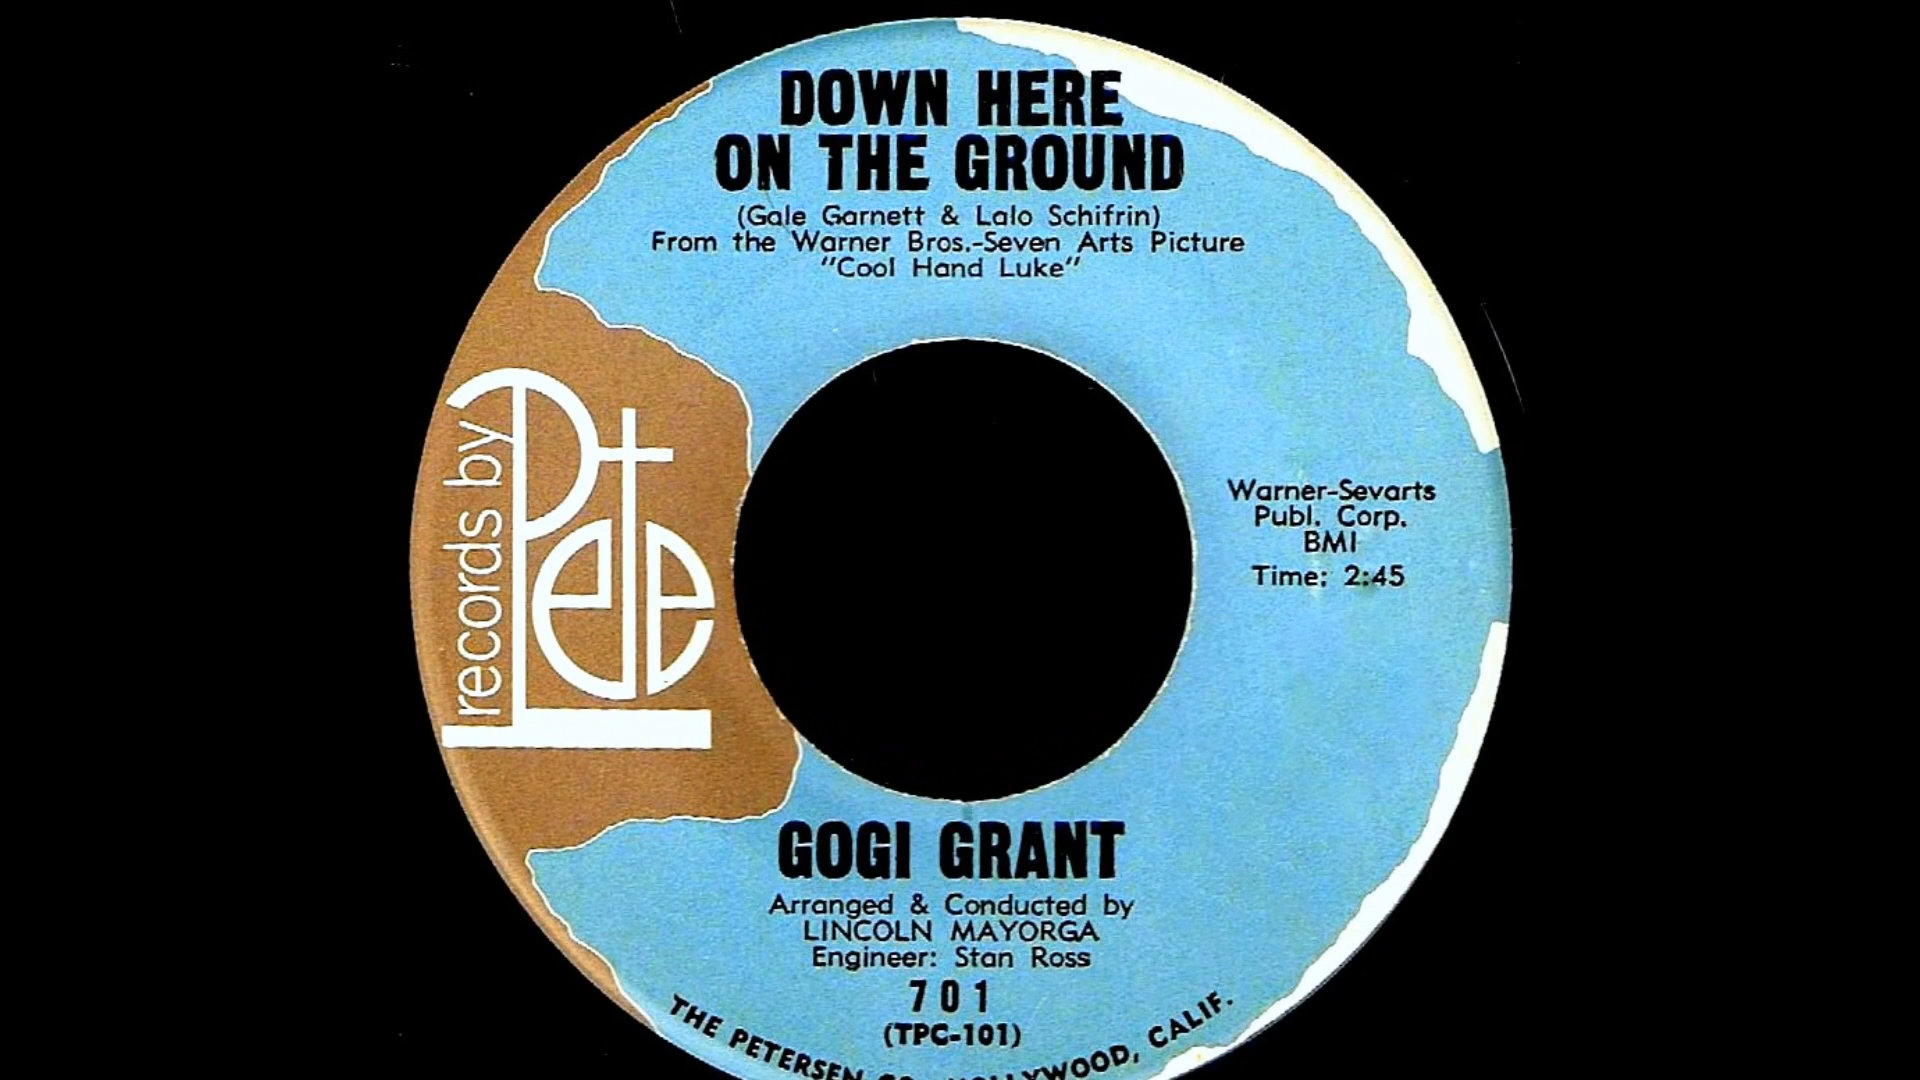 DOWN HERE
ON THE GROUND
(Gale Garnett & Lalo Schifrin)
From the Warner Bros.-Seven Arts Picture
"Cool Hand Luke"
records by
Pete
Warner-Sevarts
Publ. Corp.
BMI
Time: 2:45
GOGI GRANT
Arranged & Conducted by
LINCOLN MAYORGA
Engineer: Stan Ross
701
(TPC-101)
THE PETERSEN CO. HOLLYWOOD, CALIF.